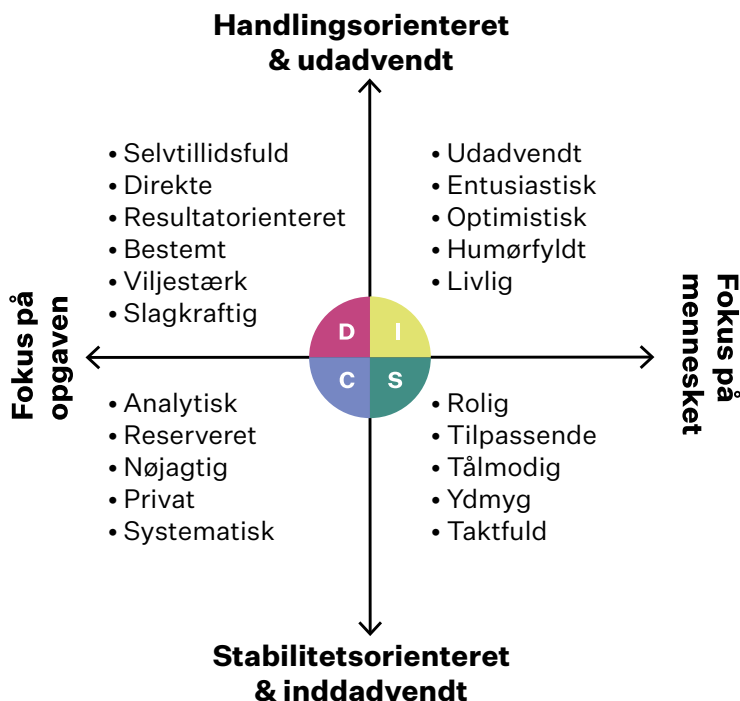 Handlingsorienteret
& udadvendt
• Selvtillidsfuld
• Direkte
• Resultatorienteret
• Bestemt
• Viljestærk
• Slagkraftig
• Udadvendt
• Entusiastisk
• Optimistisk
• Humørfyldt
• Livlig
Fokus på
opgaven
D
I
C
S
Fokus på
mennesket
• Analytisk
• Reserveret
• Nøjagtig
• Privat
• Systematisk
• Rolig
• Tilpassende
• Tålmodig
• Ydmyg
• Taktfuld
Stabilitetsorienteret
& inddadvendt